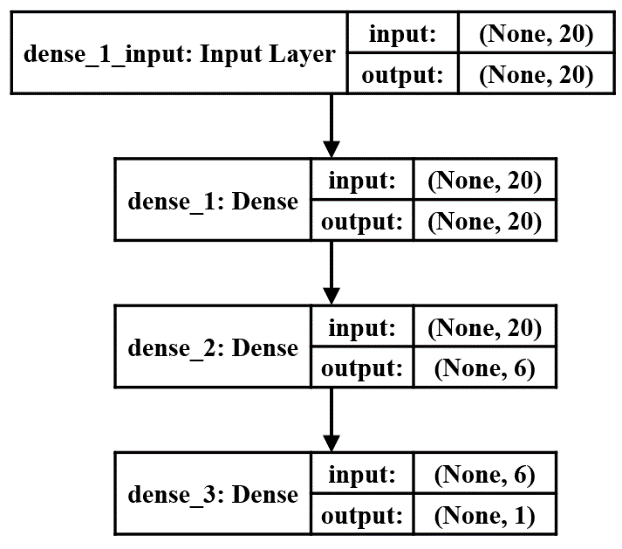 dense_1_input: Input Layer
input: (None, 20)
output: (None, 20)
dense_1: Dense
input: (None, 20)
output: (None, 20)
dense_2: Dense
input: (None, 20)
output: (None, 6)
dense_3: Dense
input: (None, 6)
output: (None, 1)